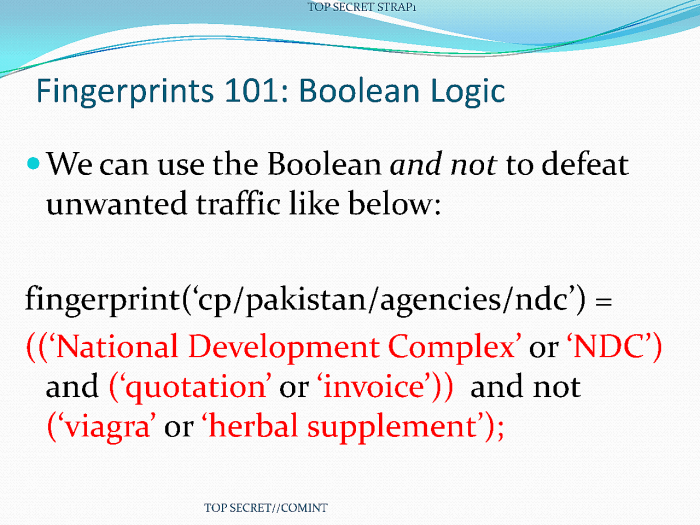 TOP SECRET STRAP1
Fingerprints 101: Boolean Logic
We can use the Boolean and not to defeat
unwanted traffic like below:
fingerprint(‘cp/pakistan/agencies/ndc’) =
((‘National Development Complex’ or ‘NDC’)
and (‘quotation’ or ‘invoice’)) and not
(‘viagra’ or ‘herbal supplement’);
TOP SECRET//COMINT